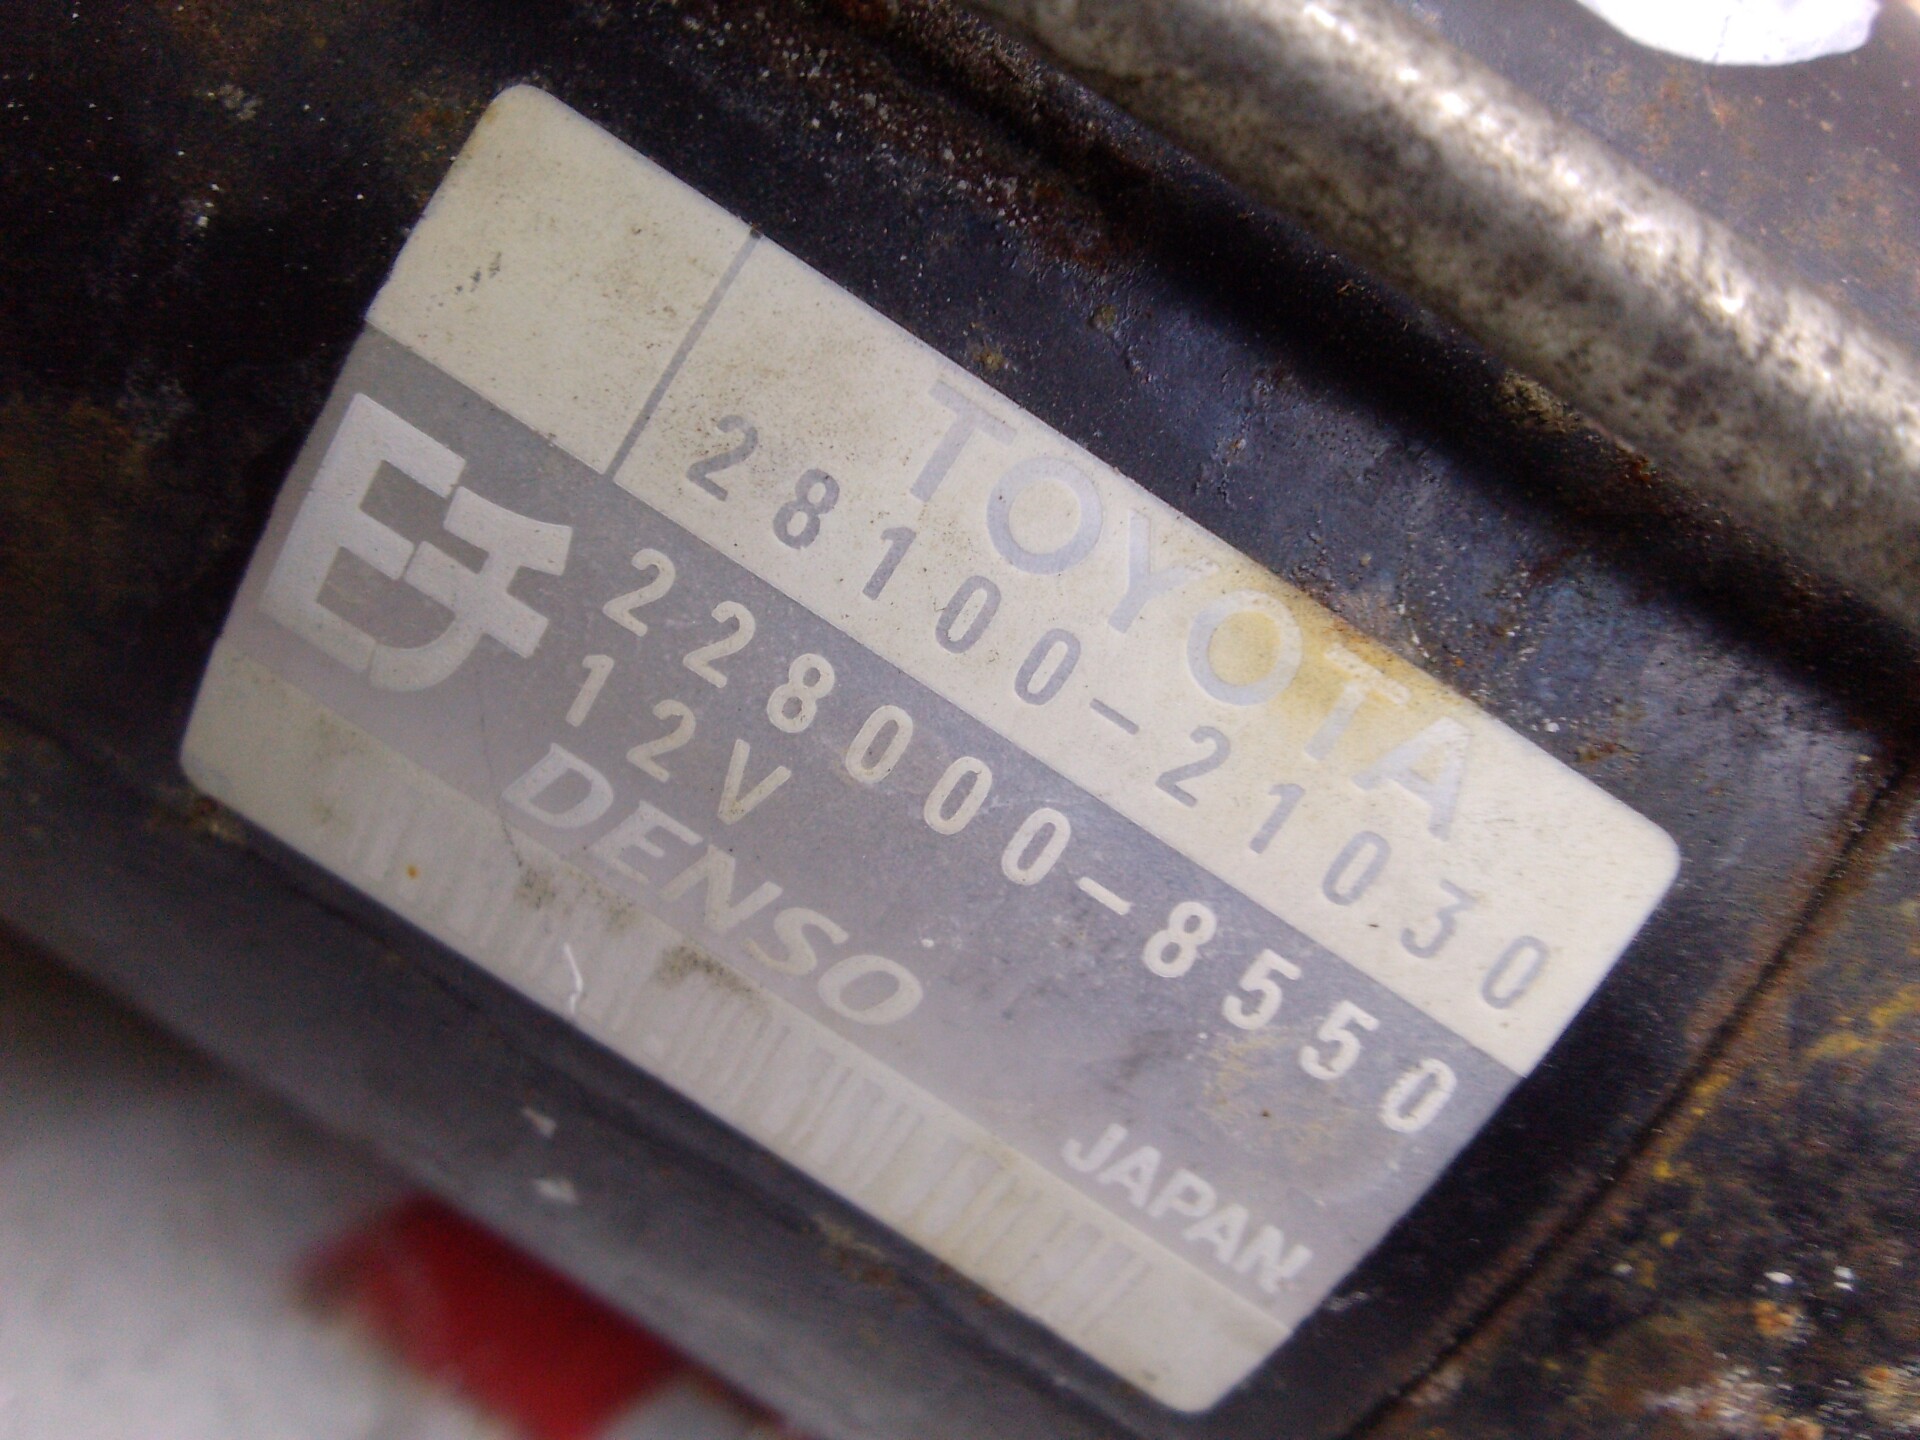 TOYOTA
28100-21030
228000-8550
12V
DENSO
JAPAN